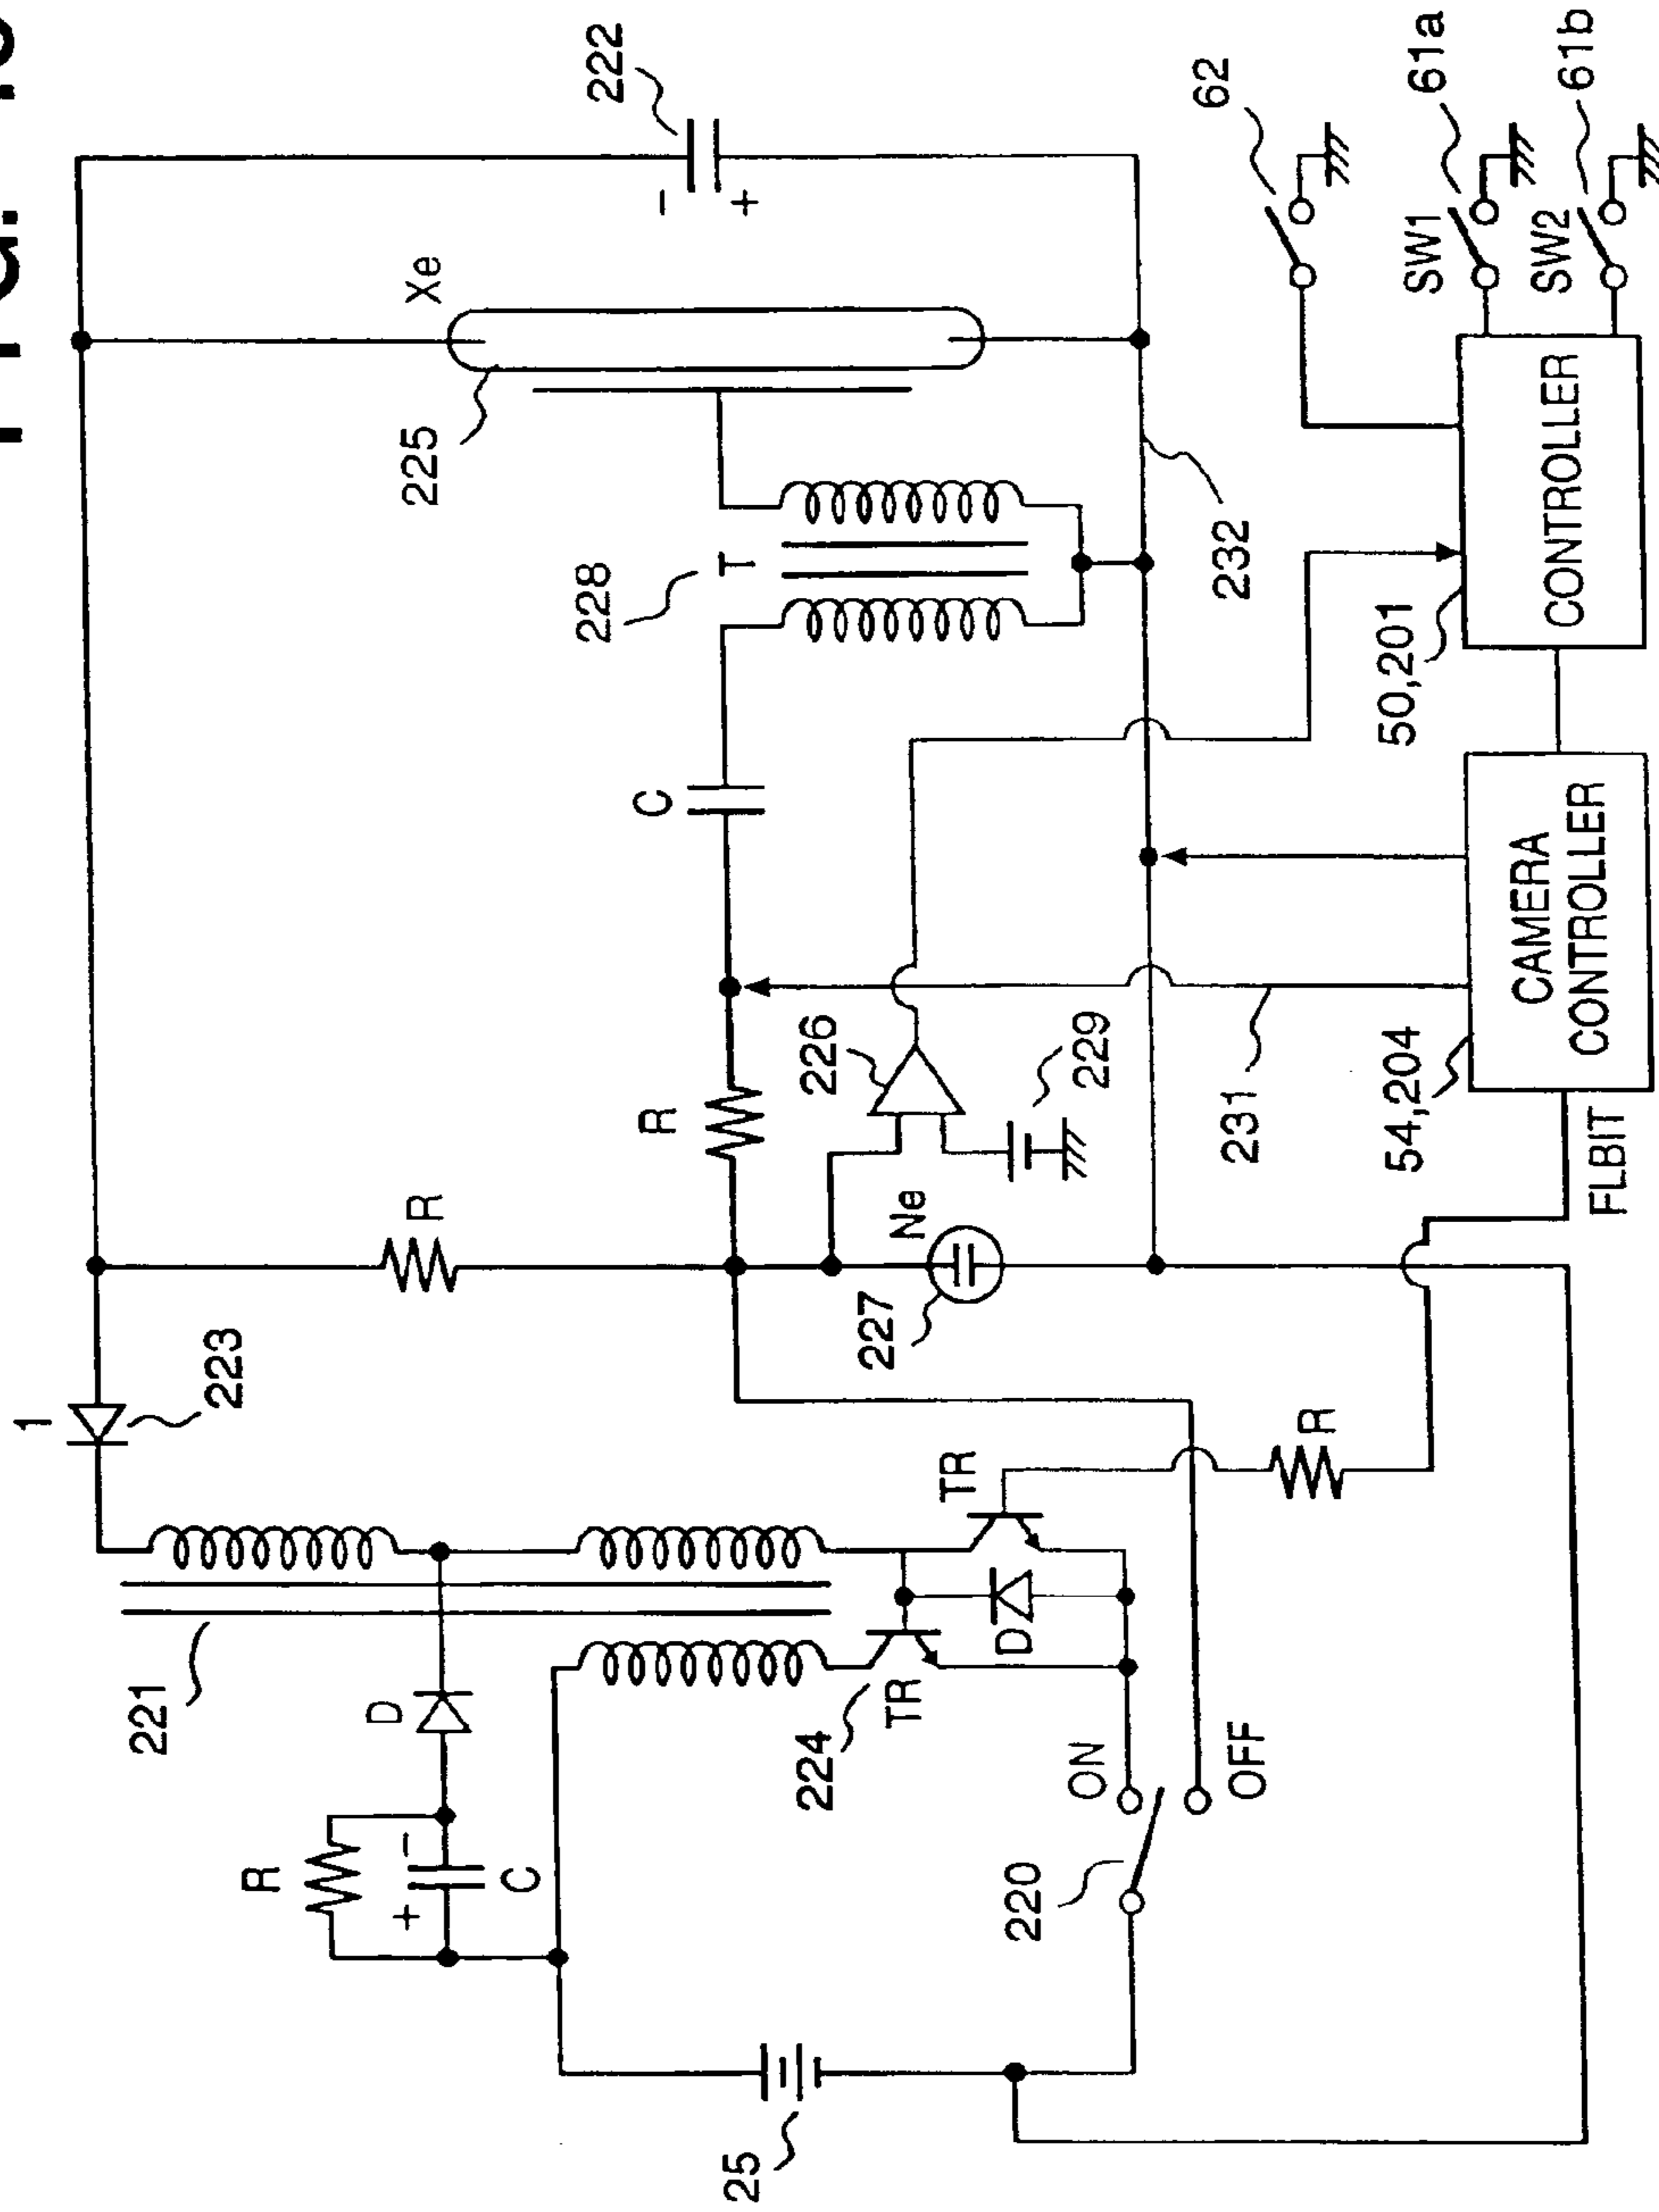 1
221
223
R
D
+ -
R
225
Xe
C
228
222
R
C
-
25
T
+
224
226
227
TR
Ne
TR
D
220
ON
229
62
OFF
231
232
R
54,204
50,201
SW1
61a
CAMERA
CONTROLLER
CONTROLLER
SW2
61b
FLBIT